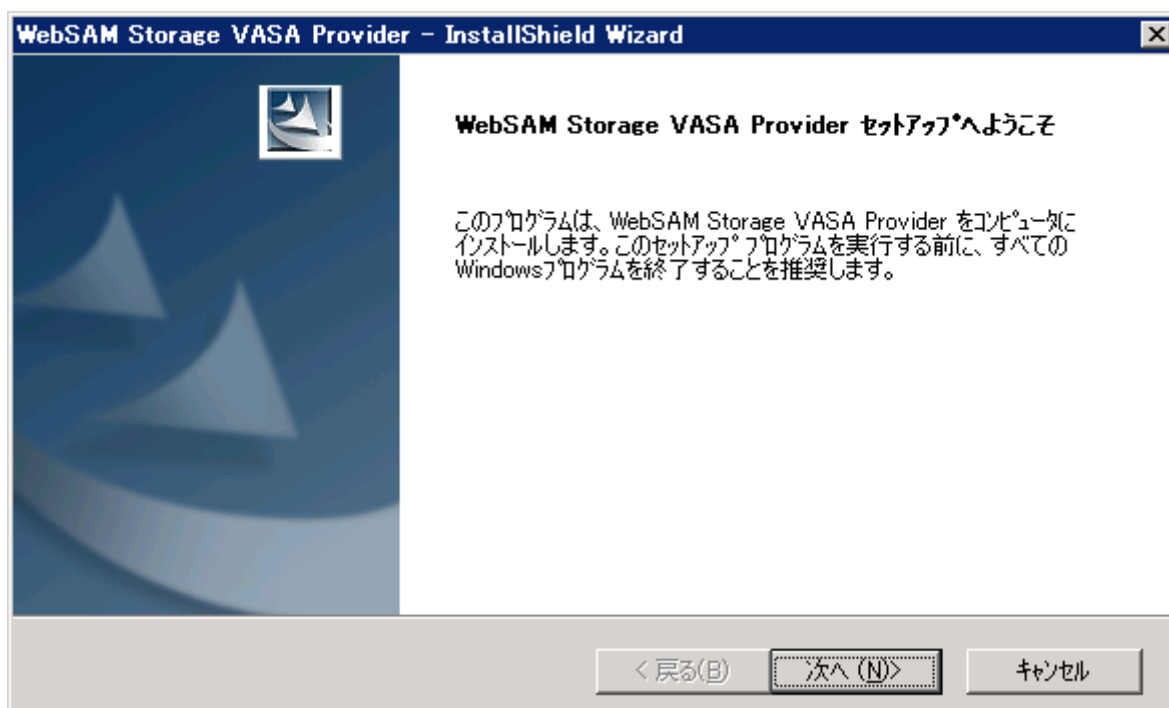 WebSAM Storage VASA Provider - InstallShield Wizard
WebSAM Storage VASA Provider セットアップへようこそ
このプログラムは、WebSAM Storage VASA Provider をコンピュータに
インストールします。このセットアップ プログラムを実行する前に、すべての
Windowsプログラムを終了することを推奨します。
< 戻る(B)
次へ (N)>
キャンセル